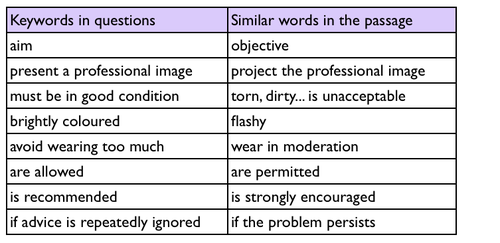 Keywords in questions Similar words in the passage
aim objective
present a professional image project the professional image
must be in good condition torn, dirty... is unacceptable
brightly coloured flashy
avoid wearing too much wear in moderation
are allowed are permitted
is recommended is strongly encouraged
if advice is repeatedly ignored if the problem persists